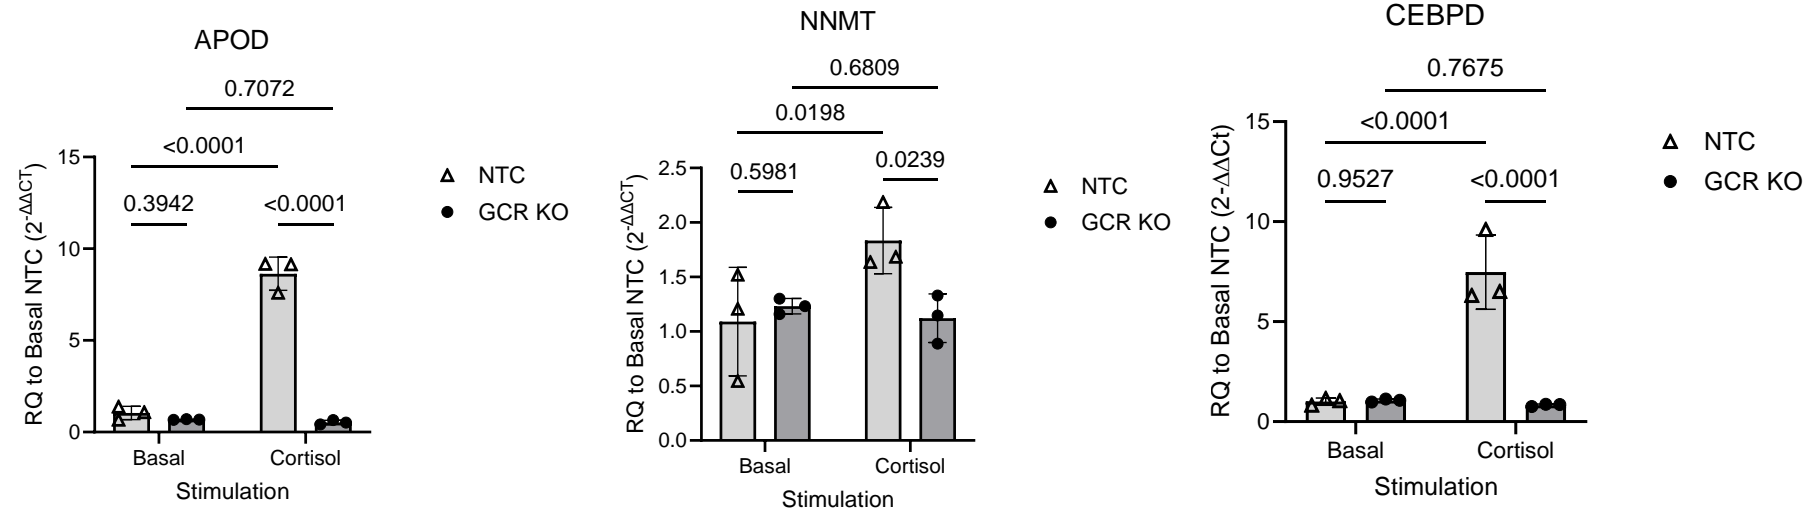 APOD
0.7072
<0.0001
0.3942
<0.0001
RQ to Basal NTC (2-ΔΔCT)
15
10
5
0
Basal
Cortisol
Stimulation
NTC
GCR KO
NNMT
0.6809
0.0198
0.5981
0.0239
RQ to Basal NTC (2-ΔΔCT)
2.5
2.0
1.5
1.0
0.5
0.0
Basal
Cortisol
Stimulation
NTC
GCR KO
CEBPD
0.7675
<0.0001
0.9527
<0.0001
RQ to Basal NTC (2-ΔΔCt)
15
10
5
0
Basal
Cortisol
Stimulation
NTC
GCR KO